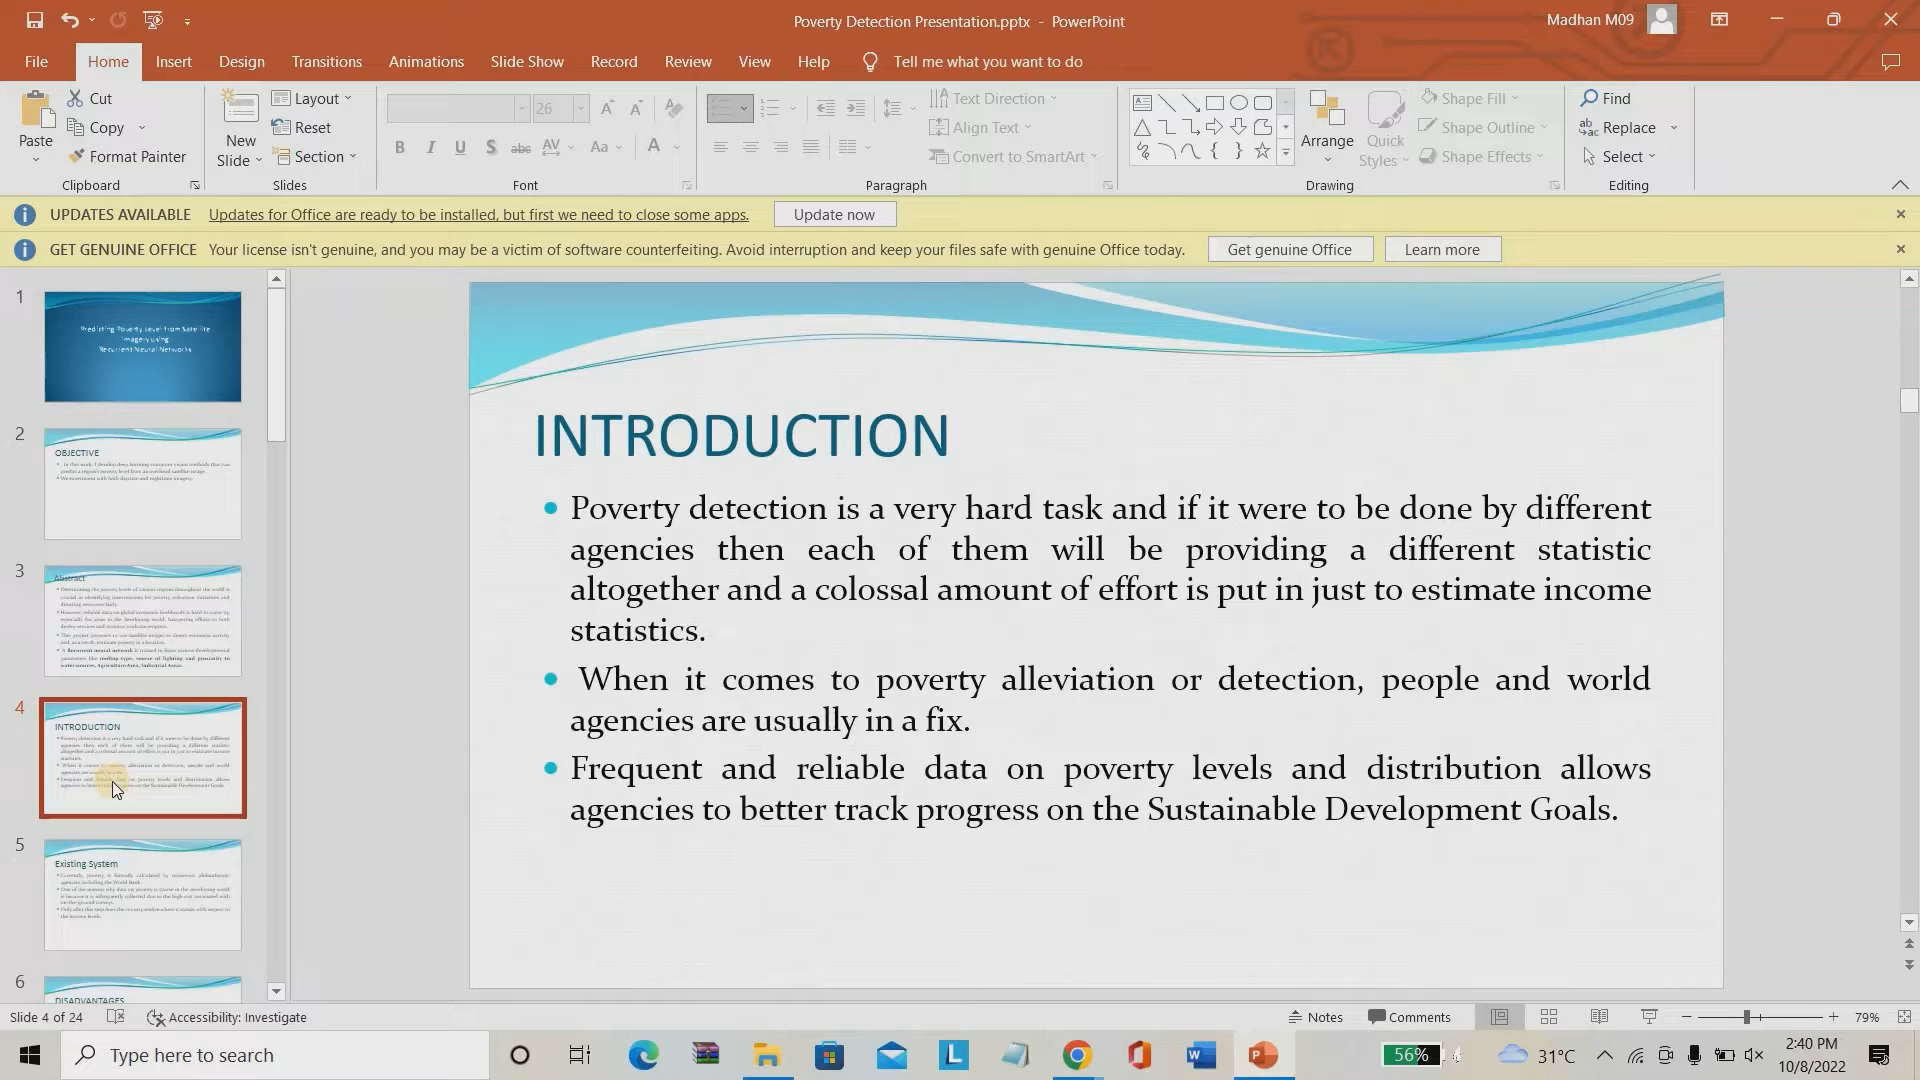 Poverty Detection Presentation.pptx - PowerPoint
Madhan M09
File Home Insert Design Transitions Animations Slide Show Record Review View Help Tell me what you want to do
Paste
Cut
Copy
Format Painter
Clipboard
New Slide
Layout
Reset
Section
Slides
26
Font
Text Direction
Align Text
Convert to SmartArt
Paragraph
Arrange
Quick Styles
Shape Fill
Shape Outline
Shape Effects
Drawing
Find
Replace
Select
Editing
UPDATES AVAILABLE Updates for Office are ready to be installed, but first we need to close some apps. Update now
GET GENUINE OFFICE Your license isn't genuine, and you may be a victim of software counterfeiting. Avoid interruption and keep your files safe with genuine Office today. Get genuine Office Learn more
1
Predicting Poverty Level from Satellite
Imagery using
Recurrent Neural Networks
2
OBJECTIVE
3
Abstract
4
INTRODUCTION
5
Existing System
6
DISADVANTAGES
INTRODUCTION
Poverty detection is a very hard task and if it were to be done by different
agencies then each of them will be providing a different statistic
altogether and a colossal amount of effort is put in just to estimate income
statistics.
When it comes to poverty alleviation or detection, people and world
agencies are usually in a fix.
Frequent and reliable data on poverty levels and distribution allows
agencies to better track progress on the Sustainable Development Goals.
Slide 4 of 24 Accessibility: Investigate Notes Comments 79%
Type here to search 56% 31°C 2:40 PM
10/8/2022